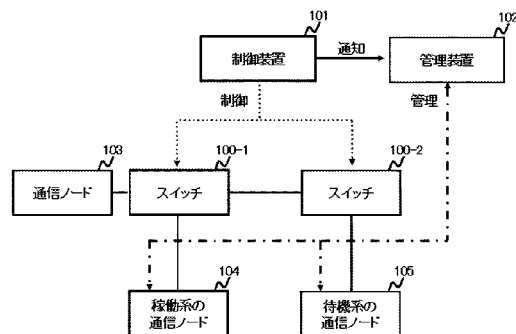 101
102
制御装置
通知
管理装置
制御
管理
103
100-1
100-2
通信ノード
スイッチ
スイッチ
104
105
稼働系の
通信ノード
待機系の
通信ノード